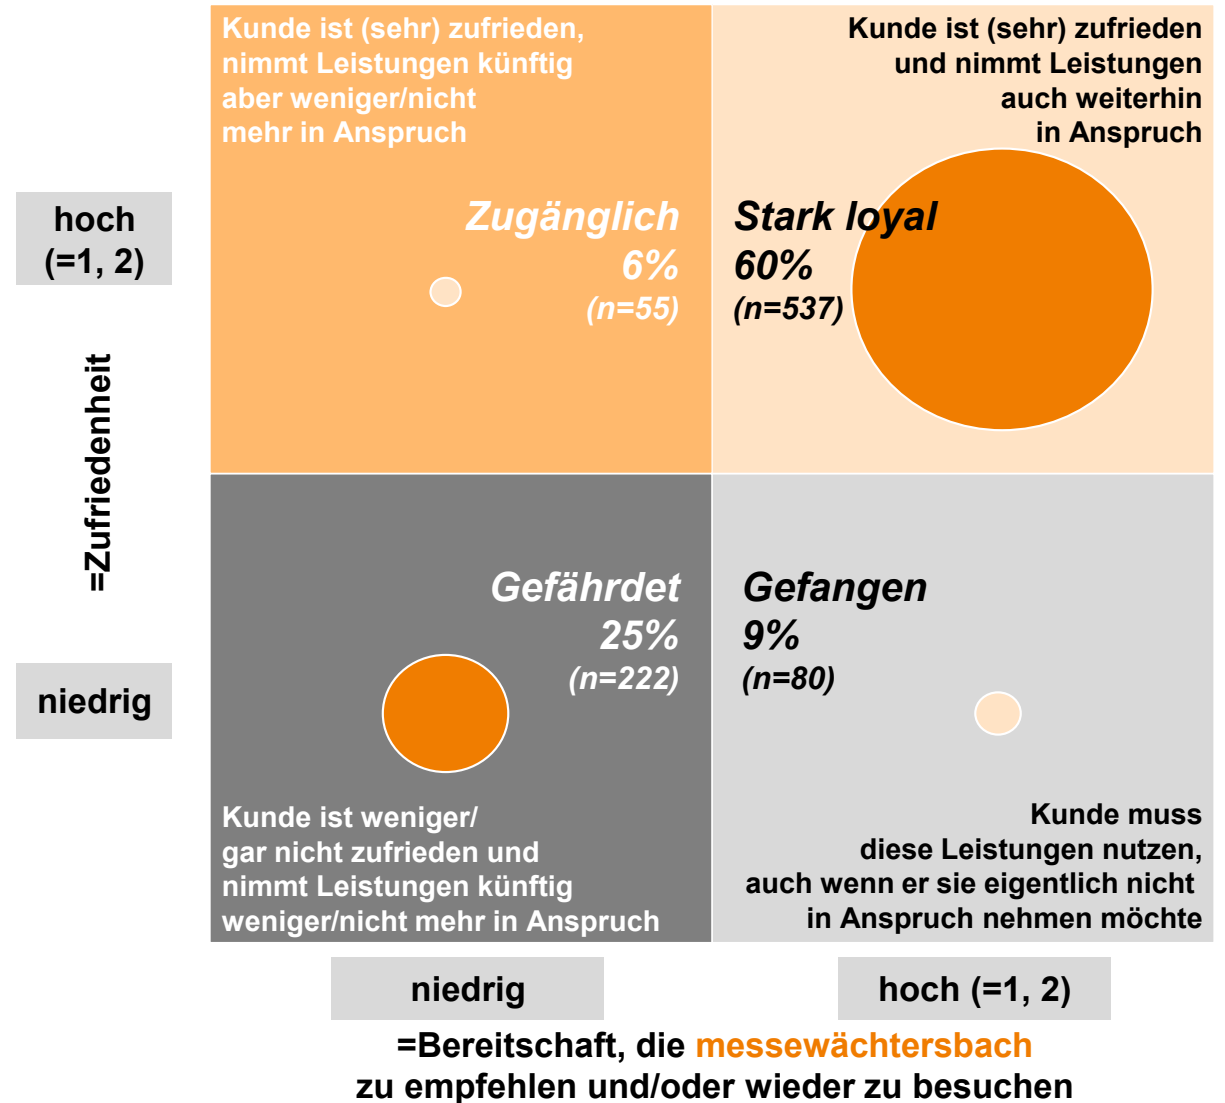 Kunde ist (sehr) zufrieden,
nimmt Leistungen künftig
aber weniger/nicht
mehr in Anspruch
Kunde ist (sehr) zufrieden
und nimmt Leistungen
auch weiterhin
in Anspruch
hoch
(=1, 2)
Zugänglich
6%
(n=55)
Stark loyal
60%
(n=537)
=Zufriedenheit
Gefährdet
25%
(n=222)
Gefangen
9%
(n=80)
niedrig
Kunde ist weniger/
gar nicht zufrieden und
nimmt Leistungen künftig
weniger/nicht mehr in Anspruch
Kunde muss
diese Leistungen nutzen,
auch wenn er sie eigentlich nicht
in Anspruch nehmen möchte
niedrig
hoch (=1, 2)
=Bereitschaft, die messewächtersbach
zu empfehlen und/oder wieder zu besuchen